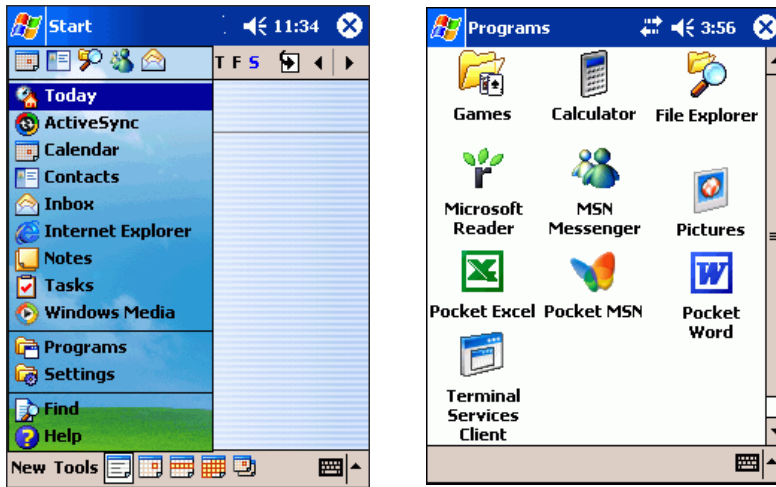 Start 11:34
T F S
Today
ActiveSync
Calendar
Contacts
Inbox
Internet Explorer
Notes
Tasks
Windows Media
Programs
Settings
Find
Help
New Tools
Programs 3:56
Games Calculator File Explorer
Microsoft Reader
MSN Messenger
Pictures
Pocket Excel Pocket MSN
Pocket Word
Terminal
Services
Client